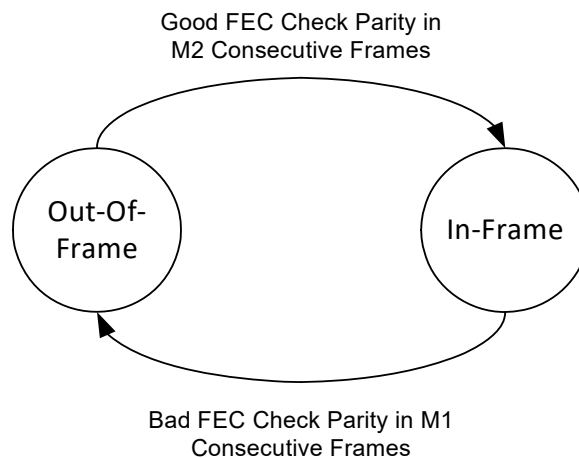 Good FEC Check Parity in
M2 Consecutive Frames
Out-Of-
Frame
In-Frame
Bad FEC Check Parity in M1
Consecutive Frames